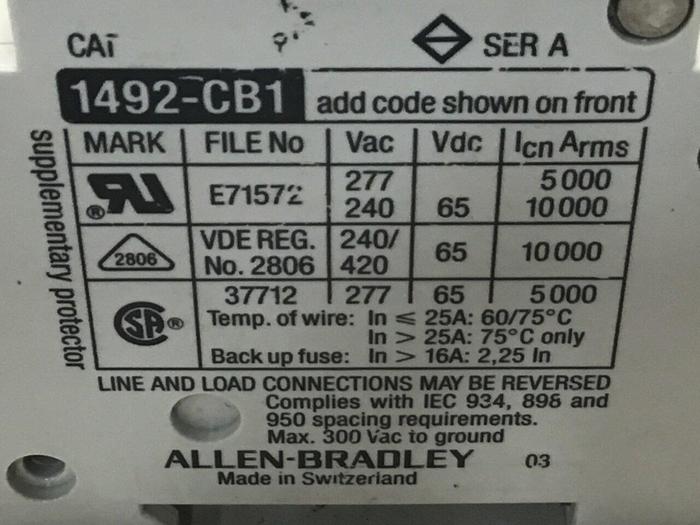 CAT SER A
1492-CB1 add code shown on front
supplementary protector
MARK FILE No Vac Vdc Icn Arms
RU ® E71572 277 5000
240 65 10000
2806 VDE REG. 240/ 65 10000
No. 2806 420
SA ® 37712 277 65 5000
Temp. of wire: In ≤ 25A: 60/75°C
In > 25A: 75°C only
Back up fuse: In > 16A: 2,25 In
LINE AND LOAD CONNECTIONS MAY BE REVERSED
Complies with IEC 934, 898 and
950 spacing requirements.
Max. 300 Vac to ground
ALLEN-BRADLEY 03
Made in Switzerland